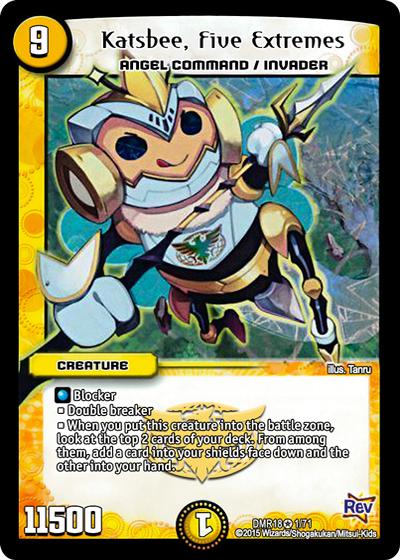 9
Katsbee, Five Extremes
ANGEL COMMAND / INVADER
illus. Tanru
CREATURE
Blocker
▪ Double breaker
▪ When you put this creature into the battle zone,
look at the top 2 cards of your deck. From among
them, add a card into your shields face down and the
other into your hand.
11500
1
DMR18 ✪ 1/71
©2015 Wizards/Shogakukan/Mitsui-Kids
Rev